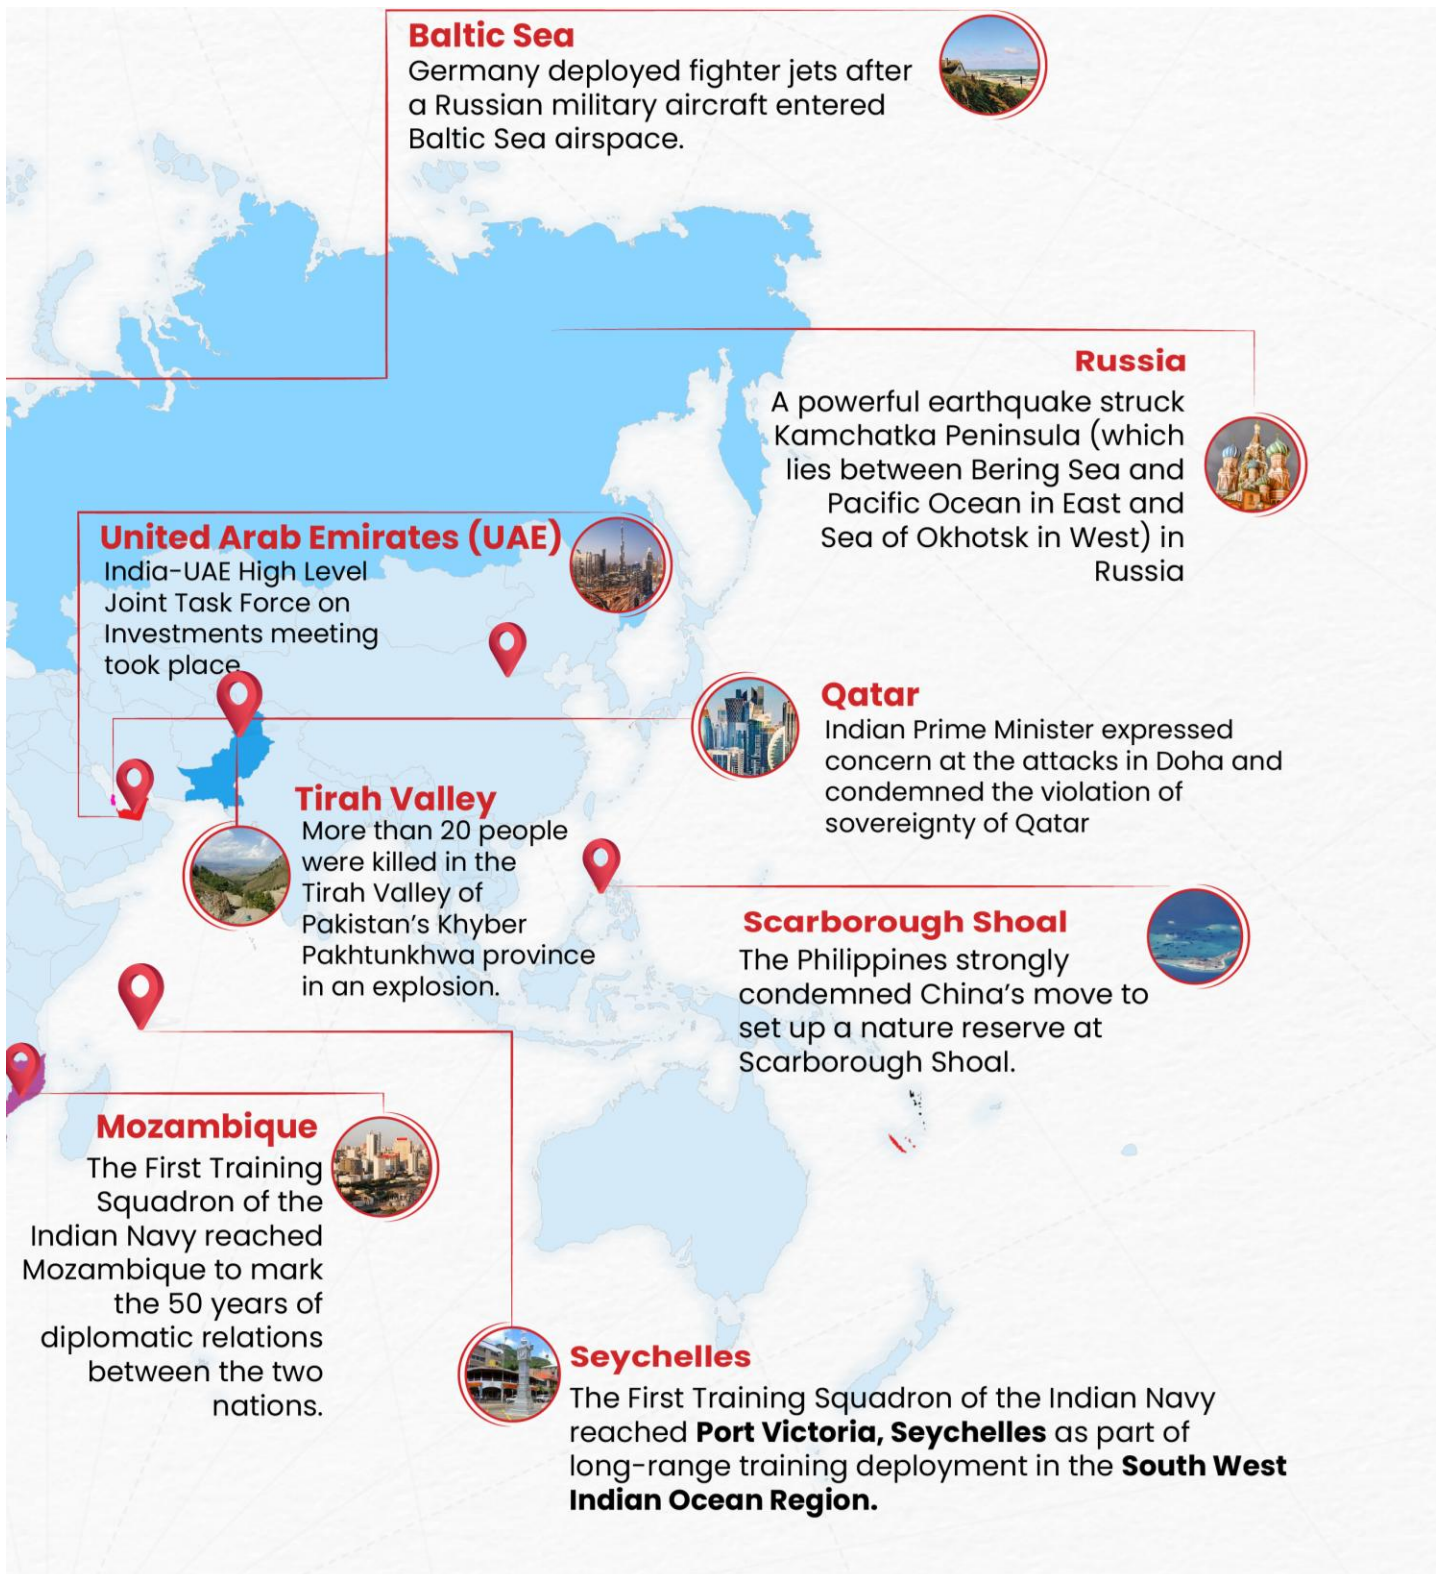 Baltic Sea
Germany deployed fighter jets after
a Russian military aircraft entered
Baltic Sea airspace.
Russia
A powerful earthquake struck
Kamchatka Peninsula (which
lies between Bering Sea and
Pacific Ocean in East and
Sea of Okhotsk in West) in
Russia
United Arab Emirates (UAE)
India-UAE High Level
Joint Task Force on
Investments meeting
took place
Qatar
Indian Prime Minister expressed
concern at the attacks in Doha and
condemned the violation of
sovereignty of Qatar
Tirah Valley
More than 20 people
were killed in the
Tirah Valley of
Pakistan's Khyber
Pakhtunkhwa province
in an explosion.
Scarborough Shoal
The Philippines strongly
condemned China's move to
set up a nature reserve at
Scarborough Shoal.
Mozambique
The First Training
Squadron of the
Indian Navy reached
Mozambique to mark
the 50 years of
diplomatic relations
between the two
nations.
Seychelles
The First Training Squadron of the Indian Navy
reached Port Victoria, Seychelles as part of
long-range training deployment in the South West
Indian Ocean Region.